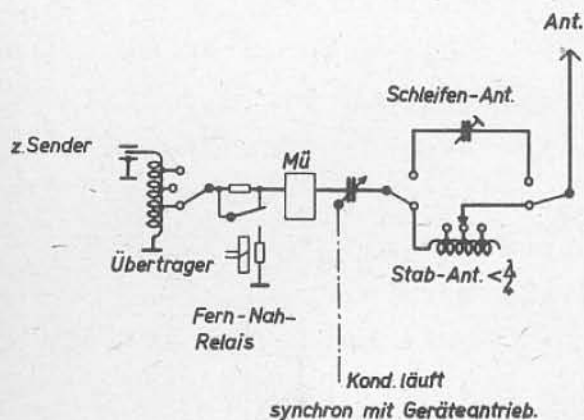 Ant.
Schleifen-Ant.
z.Sender
Mü
Übertrager
Stab-Ant. < λ/4
Fern-Nah-
Relais
Kond. läuft
synchron mit Geräteantrieb.